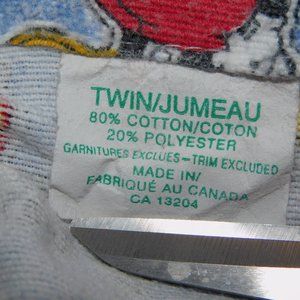 TWIN/JUMEAU
80% COTTON/COTON
20% POLYESTER
GARNITURES EXCLUES-TRIM EXCLUDED
MADE IN/
FABRIQUÉ AU CANADA
CA 13204